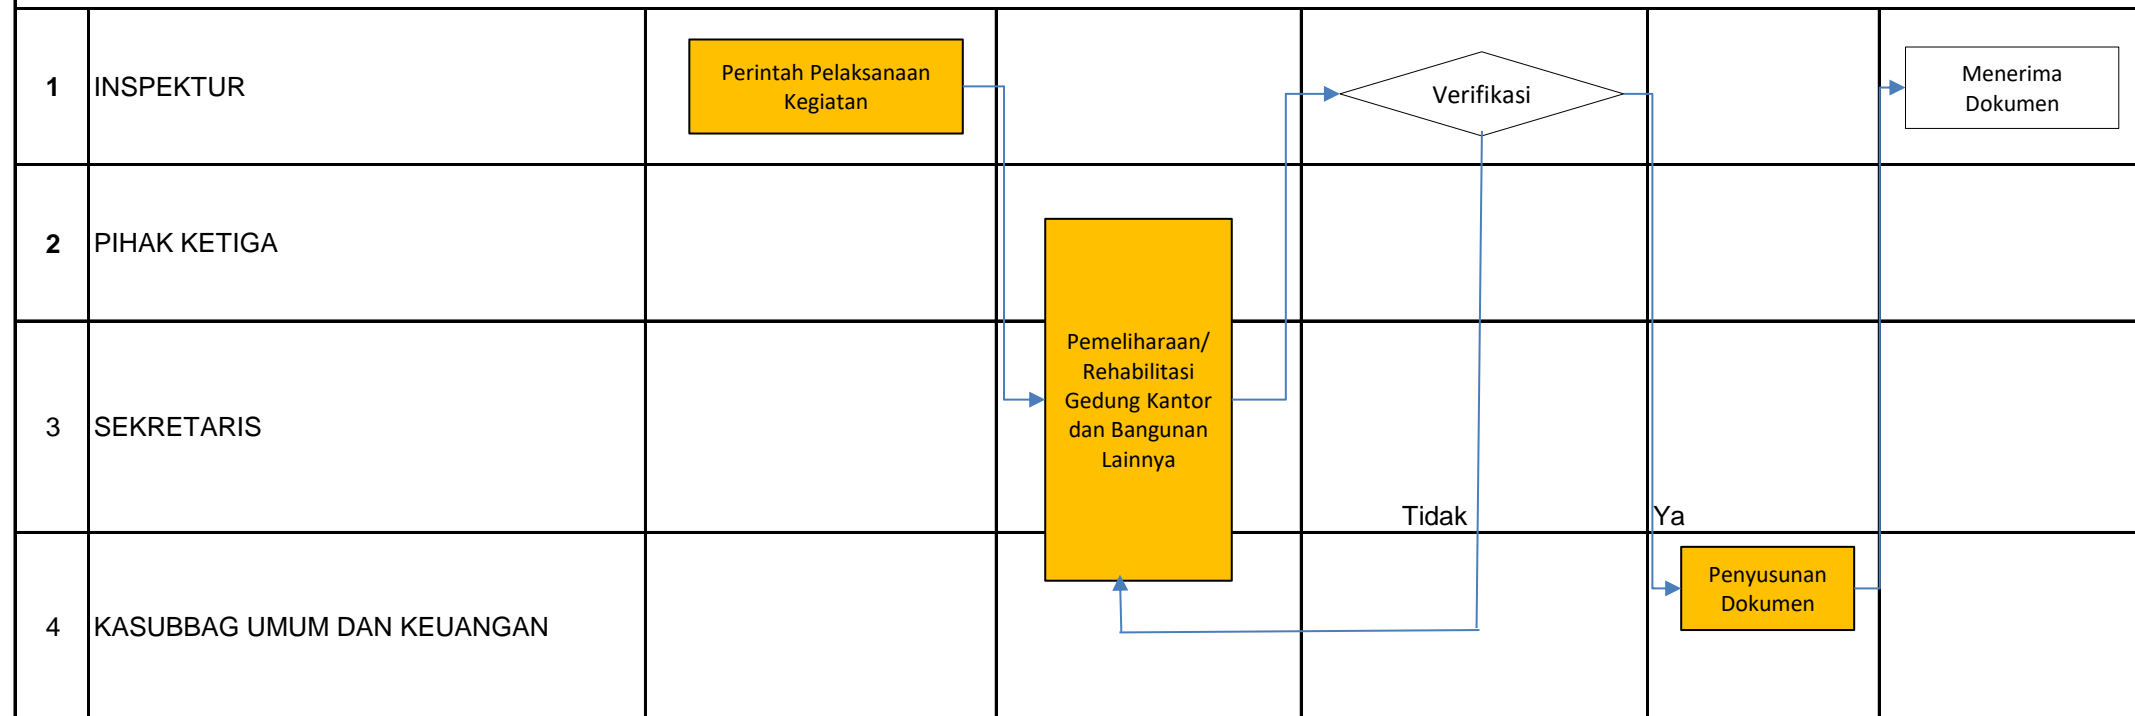 1
INSPEKTUR
Perintah Pelaksanaan
Kegiatan
Verifikasi
Menerima
Dokumen
2
PIHAK KETIGA
3
SEKRETARIS
Pemeliharaan/
Rehabilitasi
Gedung Kantor
dan Bangunan
Lainnya
Tidak
Ya
4
KASUBBAG UMUM DAN KEUANGAN
Penyusunan
Dokumen